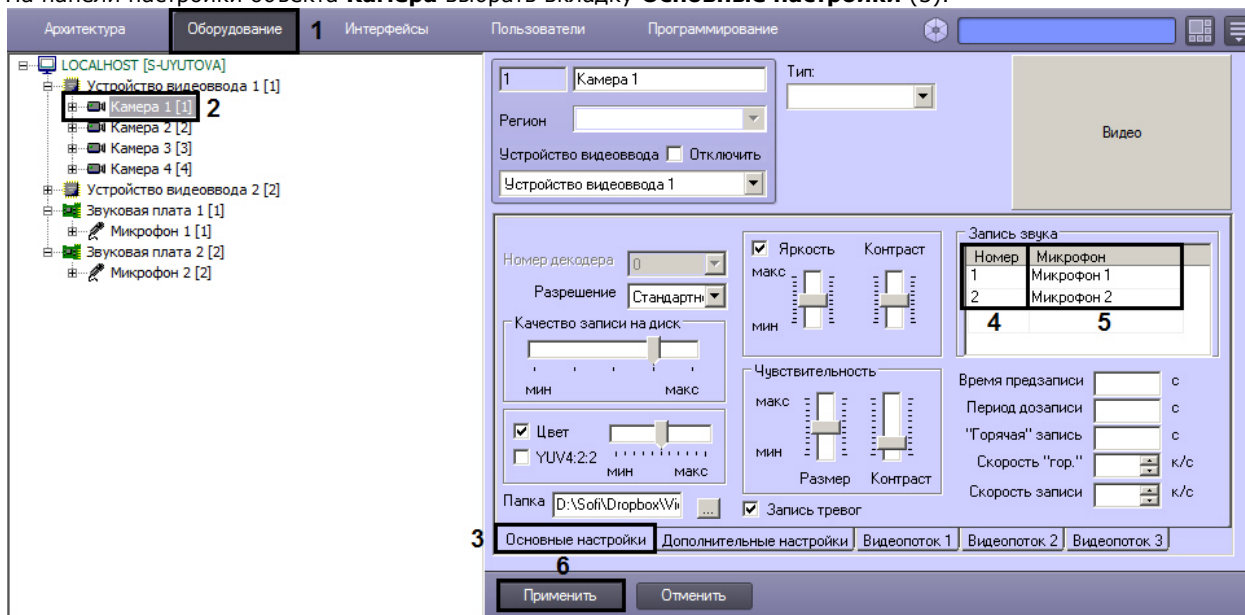 На панели настройки объекта Камера выбрать вкладку Основные настройки (3).
Архитектура Оборудование 1 Интерфейсы Пользователи Программирование
LOCALHOST [S-UYUTOVA]
Устройство видеоввода 1 [1]
Камера 1 [1] 2
Камера 2 [2]
Камера 3 [3]
Камера 4 [4]
Устройство видеоввода 2 [2]
Звуковая плата 1 [1]
Микрофон 1 [1]
Звуковая плата 2 [2]
Микрофон 2 [2]
1 Камера 1
Регион
Устройство видеоввода Отключить
Устройство видеоввода 1
Тип:
Видео
Номер декодера 0
Разрешение Стандартн
Качество записи на диск
мин макс
Цвет
YUV4:2:2
мин макс
Папка D:\Sofi\Dropbox\Vi ...
Яркость Контраст
макс
мин
Чувствительность
макс
мин
Размер Контраст
Запись тревог
Запись звука
Номер Микрофон
1 Микрофон 1
2 Микрофон 2
4 5
Время предзаписи с
Период дозаписи с
"Горячая" запись с
Скорость "гор." к/с
Скорость записи к/с
3 Основные настройки Дополнительные настройки Видеопоток 1 Видеопоток 2 Видеопоток 3
6
Применить Отменить